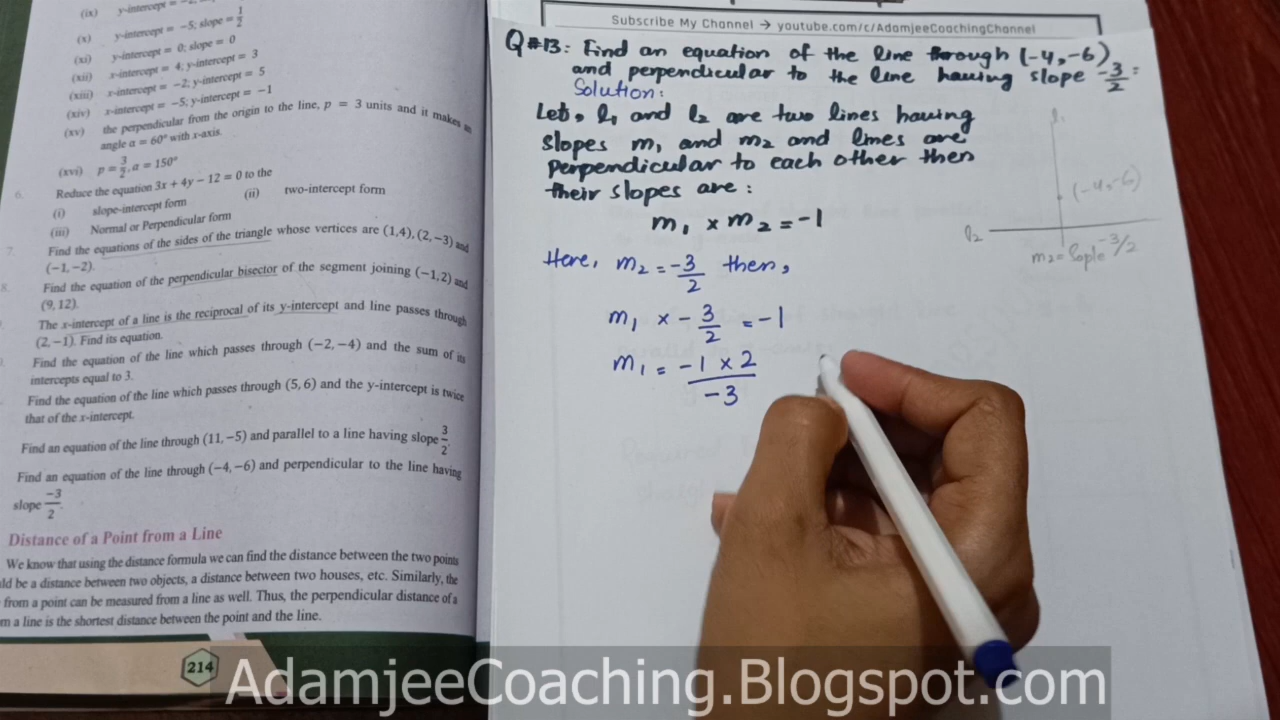 (ix) y-intercept =
(x) y-intercept = −5; slope = 1/2
(xi) y-intercept = 0; slope = 0
(xii) x-intercept = 4; y-intercept = 3
(xiii) x-intercept = −2; y-intercept = 5
(xiv) x-intercept = −5; y-intercept = −1
(xv) the perpendicular from the origin to the line, p = 3 units and it makes an
angle α = 60° with x-axis.
(xvi) p = 3/2, α = 150°
6. Reduce the equation 3x + 4y − 12 = 0 to the
(i) slope-intercept form (ii) two-intercept form
(iii) Normal or Perpendicular form
7. Find the equations of the sides of the triangle whose vertices are (1,4), (2,−3) and
(−1,−2).
8. Find the equation of the perpendicular bisector of the segment joining (−1,2) and
(9,12).
The x-intercept of a line is the reciprocal of its y-intercept and line passes through
(2,−1). Find its equation.
Find the equation of the line which passes through (−2,−4) and the sum of its
intercepts equal to 3.
Find the equation of the line which passes through (5,6) and the y-intercept is twice
that of the x-intercept.
Find an equation of the line through (11,−5) and parallel to a line having slope 3/2.
Find an equation of the line through (−4,−6) and perpendicular to the line having
slope −3/2.
Distance of a Point from a Line
We know that using the distance formula we can find the distance between the two points
ld be a distance between two objects, a distance between two houses, etc. Similarly, the
from a point can be measured from a line as well. Thus, the perpendicular distance of a
m a line is the shortest distance between the point and the line.
214
Subscribe My Channel → youtube.com/c/AdamjeeCoachingChannel
Q#13: Find an equation of the line through (-4,-6)
and perpendicular to the line having slope -3/2:
Solution:
Let, l1 and l2 are two lines having
slopes m1 and m2 and lines are
Perpendicular to each other then
their slopes are:
m1 × m2 = -1
Here, m2 = -3/2 then,
m1 × -3/2 = -1
m1 = -1 × 2 / -3
l1
(-4,-6)
l2
m2 = Slople -3/2
AdamjeeCoaching.Blogspot.com